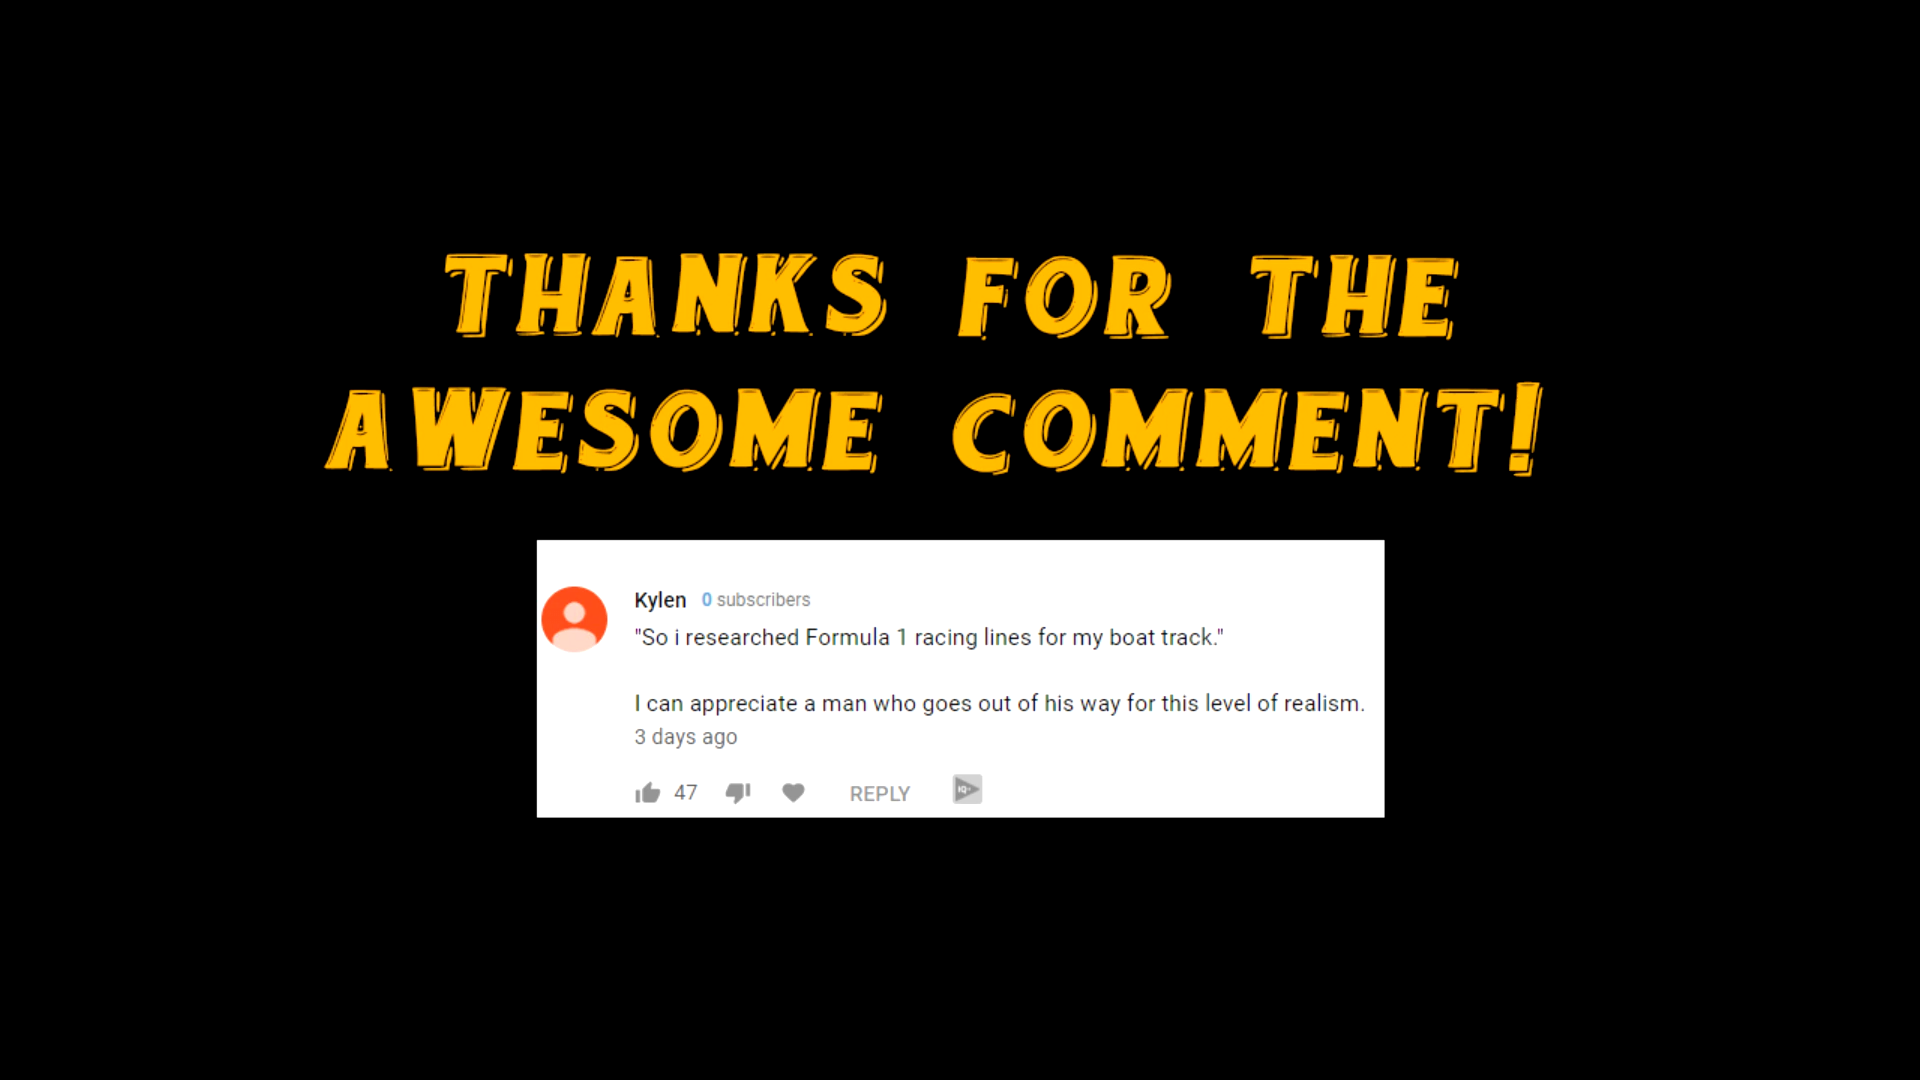 THANKS FOR THE
AWESOME COMMENT!
Kylen 0 subscribers
"So i researched Formula 1 racing lines for my boat track."
I can appreciate a man who goes out of his way for this level of realism.
3 days ago
47 REPLY IQ+